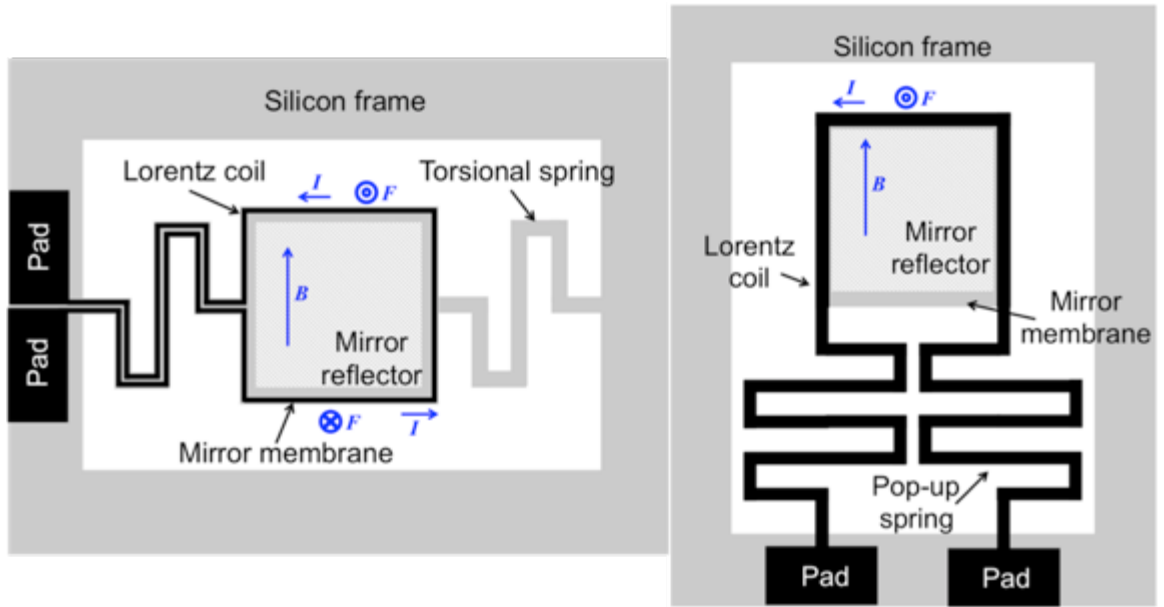 Silicon frame
Lorentz coil
Torsional spring
I
F
Pad
Pad
B
Mirror
reflector
F
I
Mirror membrane
Silicon frame
I
F
B
Mirror
reflector
Lorentz
coil
Mirror
membrane
Pop-up
spring
Pad
Pad